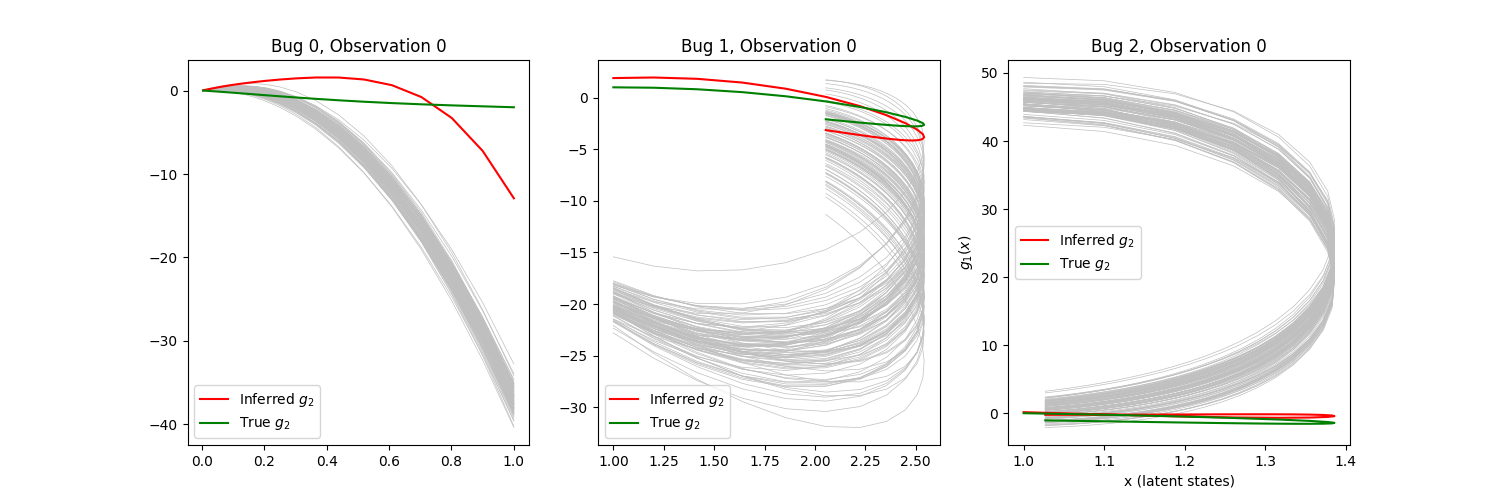 Bug 0, Observation 0
0
−10
−20
−30
−40
Inferred g₂
True g₂
0.0 0.2 0.4 0.6 0.8 1.0
Bug 1, Observation 0
0
−5
−10
−15
−20
−25
−30
Inferred g₂
True g₂
1.00 1.25 1.50 1.75 2.00 2.25 2.50
Bug 2, Observation 0
g₁(x)
50
40
30
20
10
0
Inferred g₂
True g₂
1.0 1.1 1.2 1.3 1.4
x (latent states)